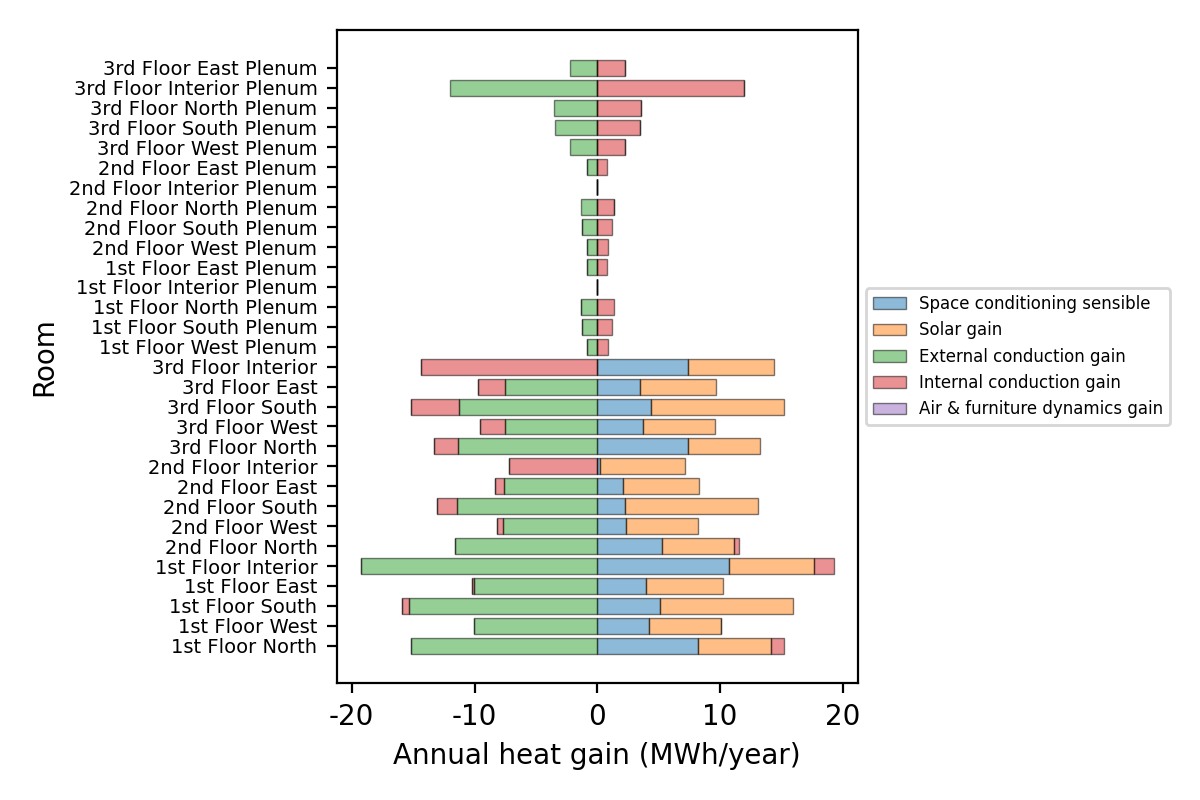 3rd Floor East Plenum
3rd Floor Interior Plenum
3rd Floor North Plenum
3rd Floor South Plenum
3rd Floor West Plenum
2nd Floor East Plenum
2nd Floor Interior Plenum
2nd Floor North Plenum
2nd Floor South Plenum
2nd Floor West Plenum
1st Floor East Plenum
1st Floor Interior Plenum
1st Floor North Plenum
1st Floor South Plenum
1st Floor West Plenum
3rd Floor Interior
3rd Floor East
3rd Floor South
3rd Floor West
3rd Floor North
2nd Floor Interior
2nd Floor East
2nd Floor South
2nd Floor West
2nd Floor North
1st Floor Interior
1st Floor East
1st Floor South
1st Floor West
1st Floor North
Room
-20 -10 0 10 20
Annual heat gain (MWh/year)
Space conditioning sensible
Solar gain
External conduction gain
Internal conduction gain
Air & furniture dynamics gain